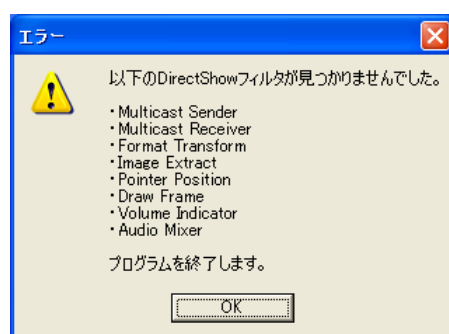 エラー
以下のDirectShowフィルタが見つかりませんでした。
・Multicast Sender
・Multicast Receiver
・Format Transform
・Image Extract
・Pointer Position
・Draw Frame
・Volume Indicator
・Audio Mixer
プログラムを終了します。
OK